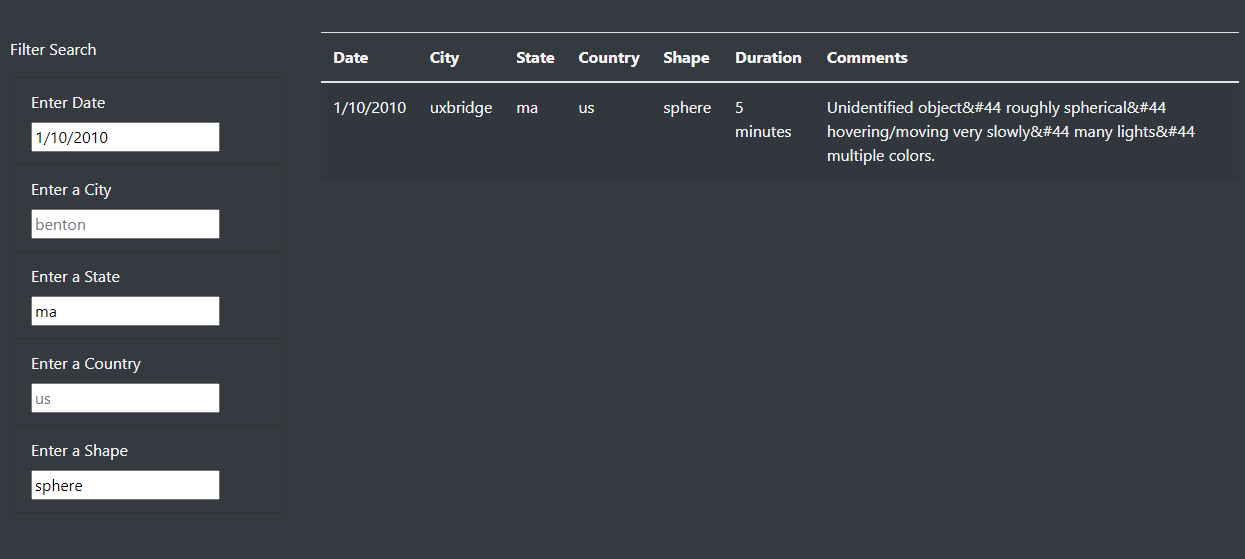 Filter Search
Enter Date
1/10/2010
Enter a City
benton
Enter a State
ma
Enter a Country
us
Enter a Shape
sphere
Date City State Country Shape Duration Comments
1/10/2010 uxbridge ma us sphere 5 minutes Unidentified object&#44 roughly spherical&#44
hovering/moving very slowly&#44 many lights&#44
multiple colors.